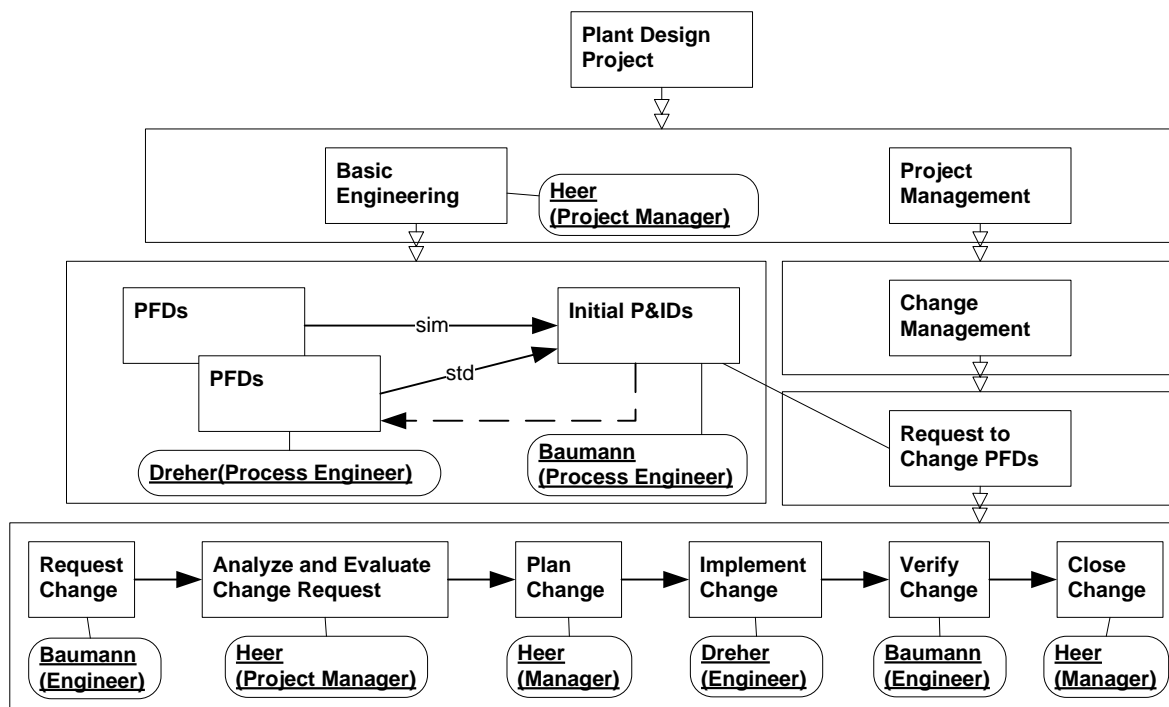 Plant Design
Project
Basic
Engineering
Heer
(Project Manager)
Project
Management
PFDs
sim
Initial P&IDs
PFDs
std
Dreher(Process Engineer)
Baumann
(Process Engineer)
Change
Management
Request to
Change PFDs
Request
Change
Analyze and Evaluate
Change Request
Plan
Change
Implement
Change
Verify
Change
Close
Change
Baumann
(Engineer)
Heer
(Project Manager)
Heer
(Manager)
Dreher
(Engineer)
Baumann
(Engineer)
Heer
(Manager)